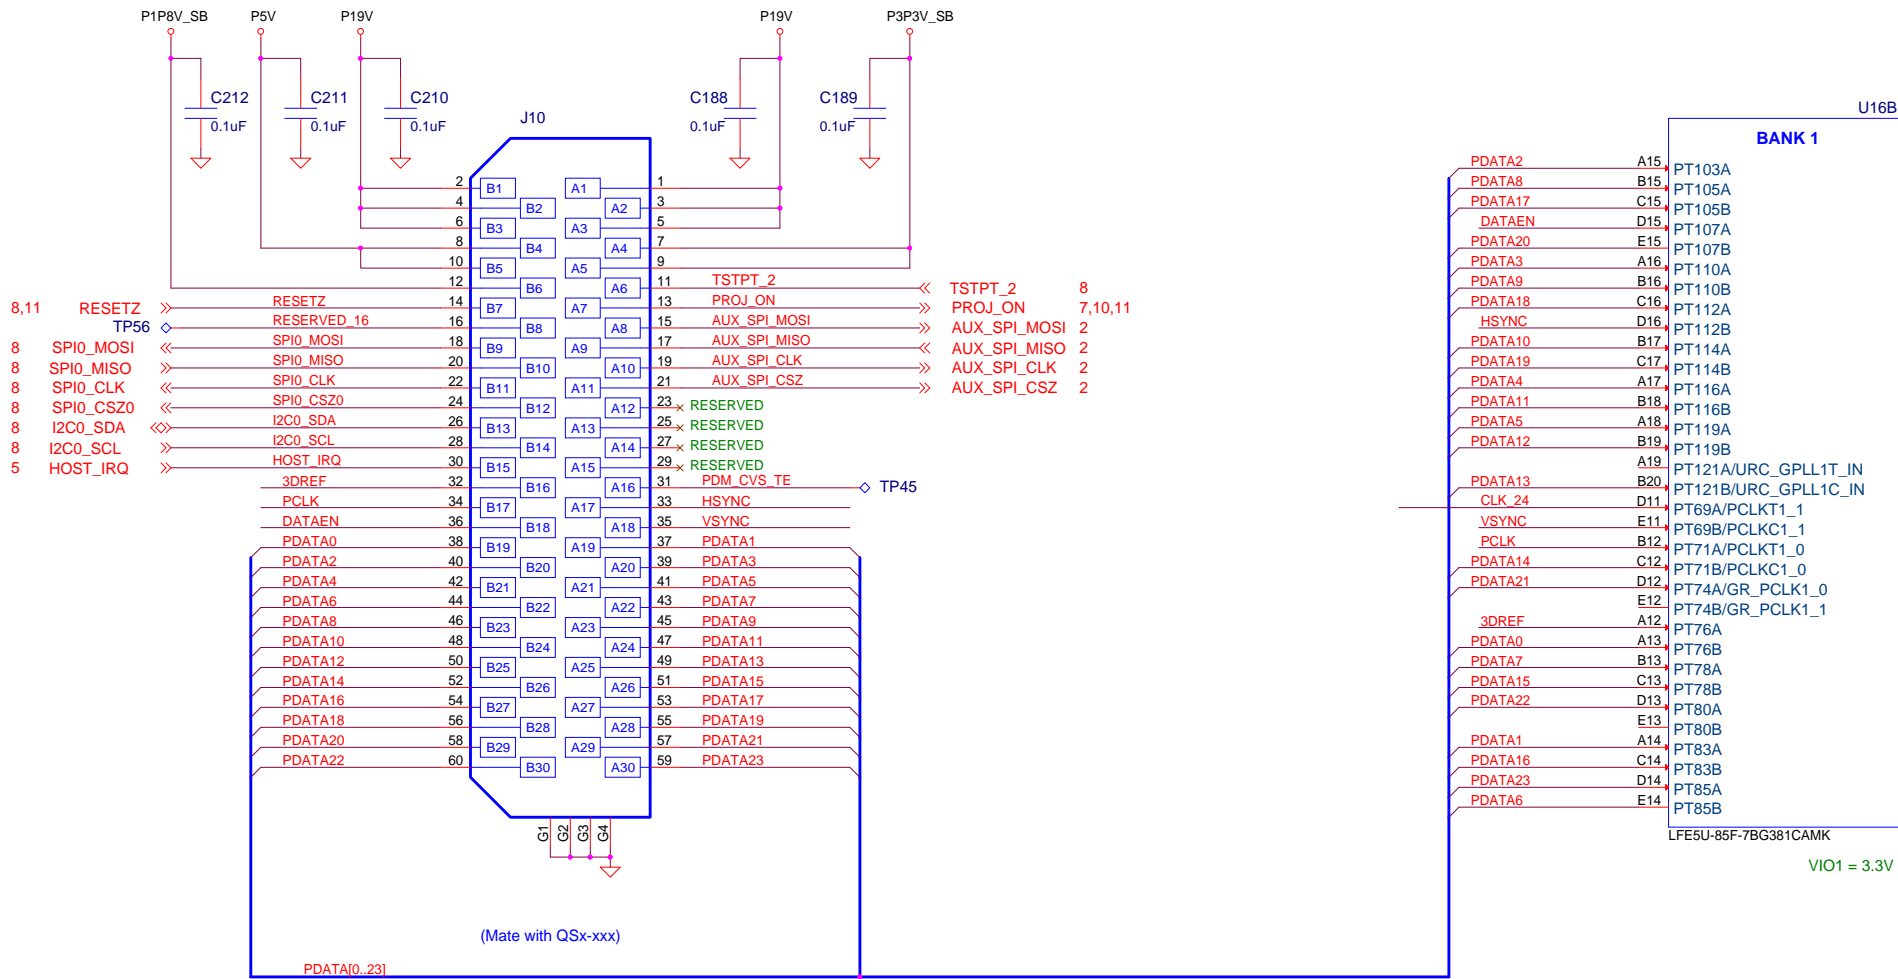 P1P8V_SB P5V P19V P19V P3P3V_SB
C212 0.1uF
C211 0.1uF
C210 0.1uF
C188 0.1uF
C189 0.1uF
J10
2 B1 A1 1
4 B2 A2 3
6 B3 A3 5
8 B4 A4 7
10 B5 A5 9
12 B6 A6 11 TSTPT_2 TSTPT_2 8
8,11 RESETZ RESETZ 14 B7 A7 13 PROJ_ON PROJ_ON 7,10,11
TP56 RESERVED_16 16 B8 A8 15 AUX_SPI_MOSI AUX_SPI_MOSI 2
8 SPI0_MOSI SPI0_MOSI 18 B9 A9 17 AUX_SPI_MISO AUX_SPI_MISO 2
8 SPI0_MISO SPI0_MISO 20 B10 A10 19 AUX_SPI_CLK AUX_SPI_CLK 2
8 SPI0_CLK SPI0_CLK 22 B11 A11 21 AUX_SPI_CSZ AUX_SPI_CSZ 2
8 SPI0_CSZ0 SPI0_CSZ0 24 B12 A12 23 RESERVED
8 I2C0_SDA I2C0_SDA 26 B13 A13 25 RESERVED
8 I2C0_SCL I2C0_SCL 28 B14 A14 27 RESERVED
5 HOST_IRQ HOST_IRQ 30 B15 A15 29 RESERVED
3DREF 32 B16 A16 31 PDM_CVS_TE TP45
PCLK 34 B17 A17 33 HSYNC
DATAEN 36 B18 A18 35 VSYNC
PDATA0 38 B19 A19 37 PDATA1
PDATA2 40 B20 A20 39 PDATA3
PDATA4 42 B21 A21 41 PDATA5
PDATA6 44 B22 A22 43 PDATA7
PDATA8 46 B23 A23 45 PDATA9
PDATA10 48 B24 A24 47 PDATA11
PDATA12 50 B25 A25 49 PDATA13
PDATA14 52 B26 A26 51 PDATA15
PDATA16 54 B27 A27 53 PDATA17
PDATA18 56 B28 A28 55 PDATA19
PDATA20 58 B29 A29 57 PDATA21
PDATA22 60 B30 A30 59 PDATA23
G1 G2 G3 G4
(Mate with QSx-xxx)
PDATA[0..23]
U16B
BANK 1
PDATA2 A15 PT103A
PDATA8 B15 PT105A
PDATA17 C15 PT105B
DATAEN D15 PT107A
PDATA20 E15 PT107B
PDATA3 A16 PT110A
PDATA9 B16 PT110B
PDATA18 C16 PT112A
HSYNC D16 PT112B
PDATA10 B17 PT114A
PDATA19 C17 PT114B
PDATA4 A17 PT116A
PDATA11 B18 PT116B
PDATA5 A18 PT119A
PDATA12 B19 PT119B
A19 PT121A/URC_GPLL1T_IN
PDATA13 B20 PT121B/URC_GPLL1C_IN
CLK_24 D11 PT69A/PCLKT1_1
VSYNC E11 PT69B/PCLKC1_1
PCLK B12 PT71A/PCLKT1_0
PDATA14 C12 PT71B/PCLKC1_0
PDATA21 D12 PT74A/GR_PCLK1_0
E12 PT74B/GR_PCLK1_1
3DREF A12 PT76A
PDATA0 A13 PT76B
PDATA7 B13 PT78A
PDATA15 C13 PT78B
PDATA22 D13 PT80A
E13 PT80B
PDATA1 A14 PT83A
PDATA16 C14 PT83B
PDATA23 D14 PT85A
PDATA6 E14 PT85B
LFE5U-85F-7BG381CAMK
VIO1 = 3.3V